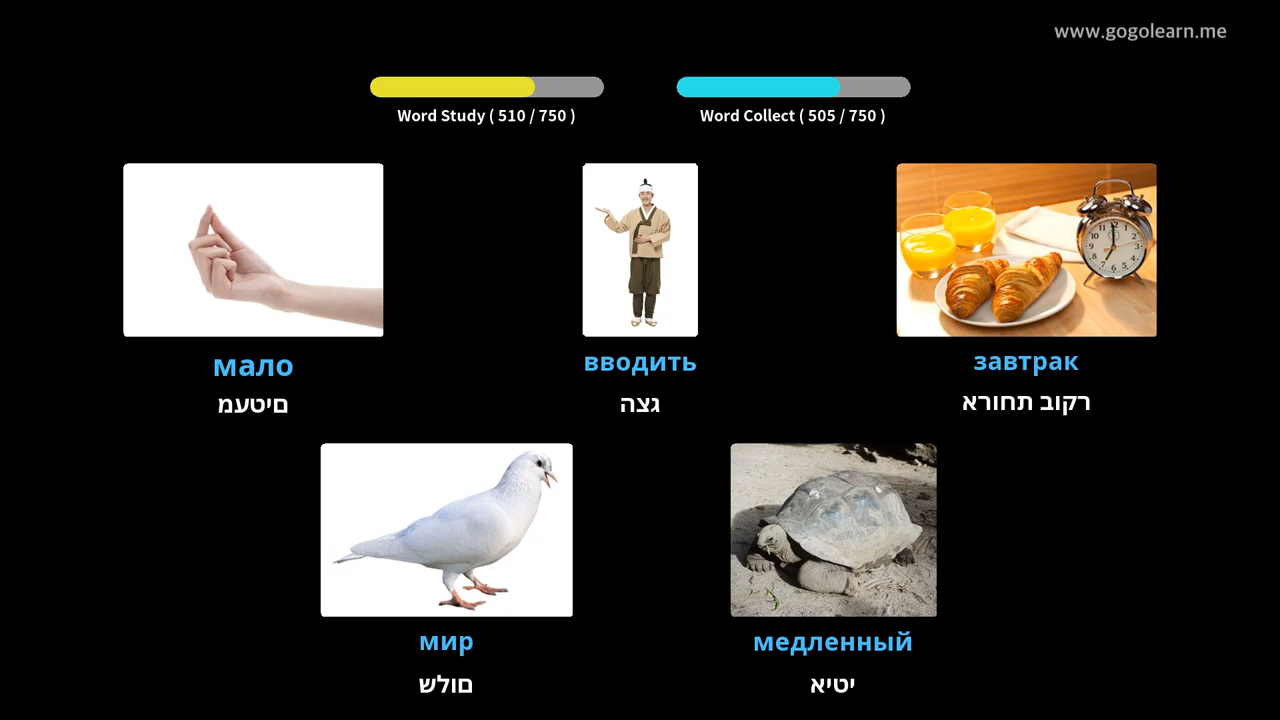 www.gogolearn.me
Word Study ( 510 / 750 )
Word Collect ( 505 / 750 )
мало
מעטים
вводить
הצג
завтрак
ארוחת בוקר
мир
שלום
медленный
איטי